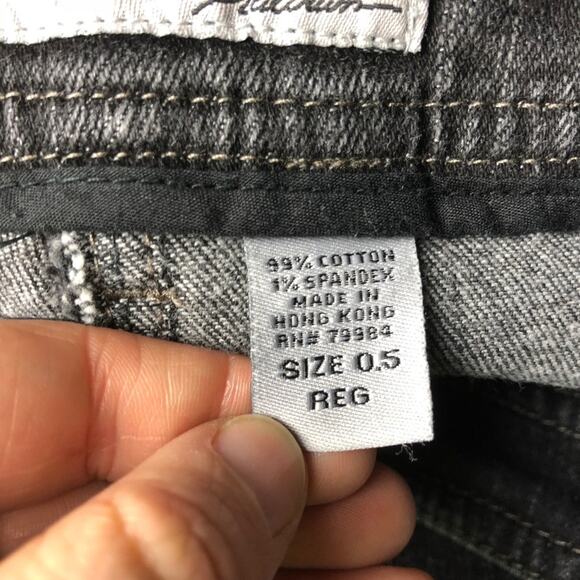 99% COTTON
1% SPANDEX
MADE IN
HONG KONG
RN# 79984
SIZE 0.5
REG